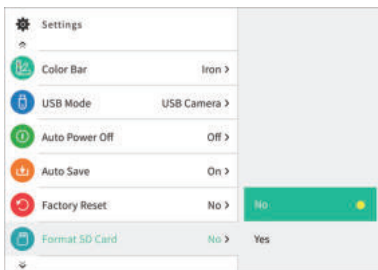 Settings
Color Bar Iron >
USB Mode USB Camera >
Auto Power Off Off >
Auto Save On >
Factory Reset No > No
Format SD Card No > Yes